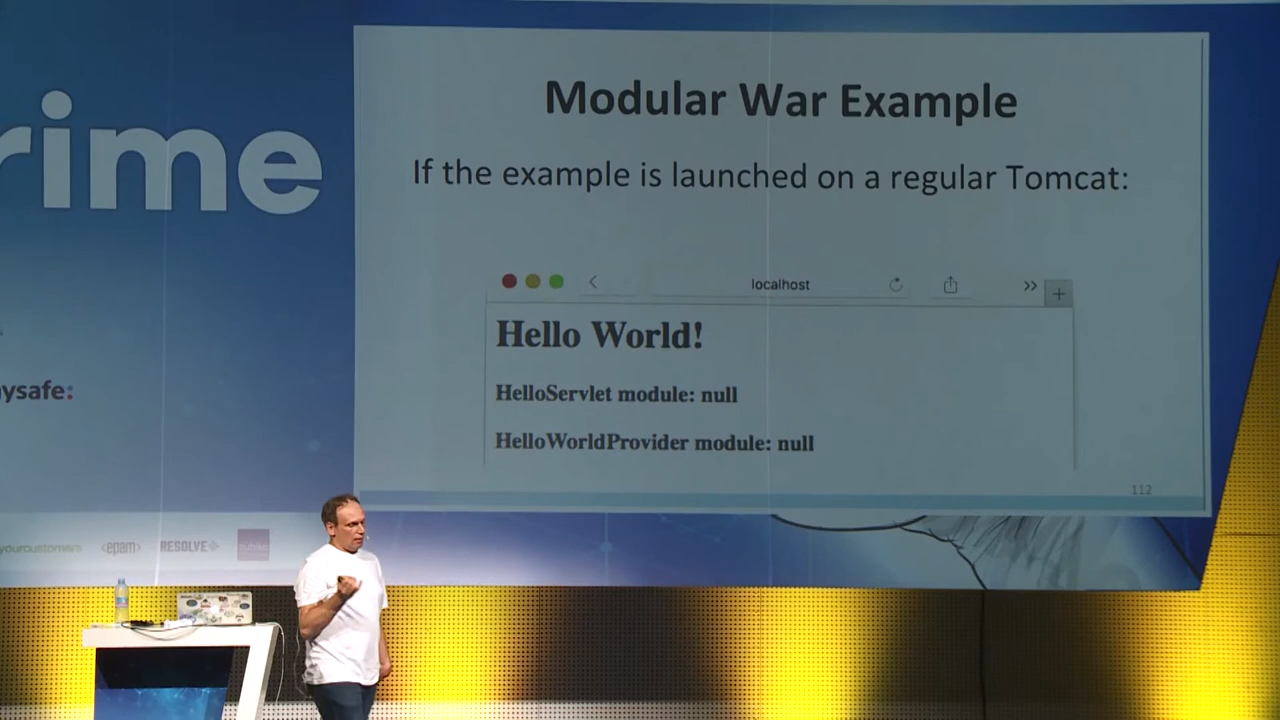 rime
Modular War Example
If the example is launched on a regular Tomcat:
localhost
Hello World!
HelloServlet module: null
HelloWorldProvider module: null
112
ysafe:
yourcustomers
<epam>
RESOLVE